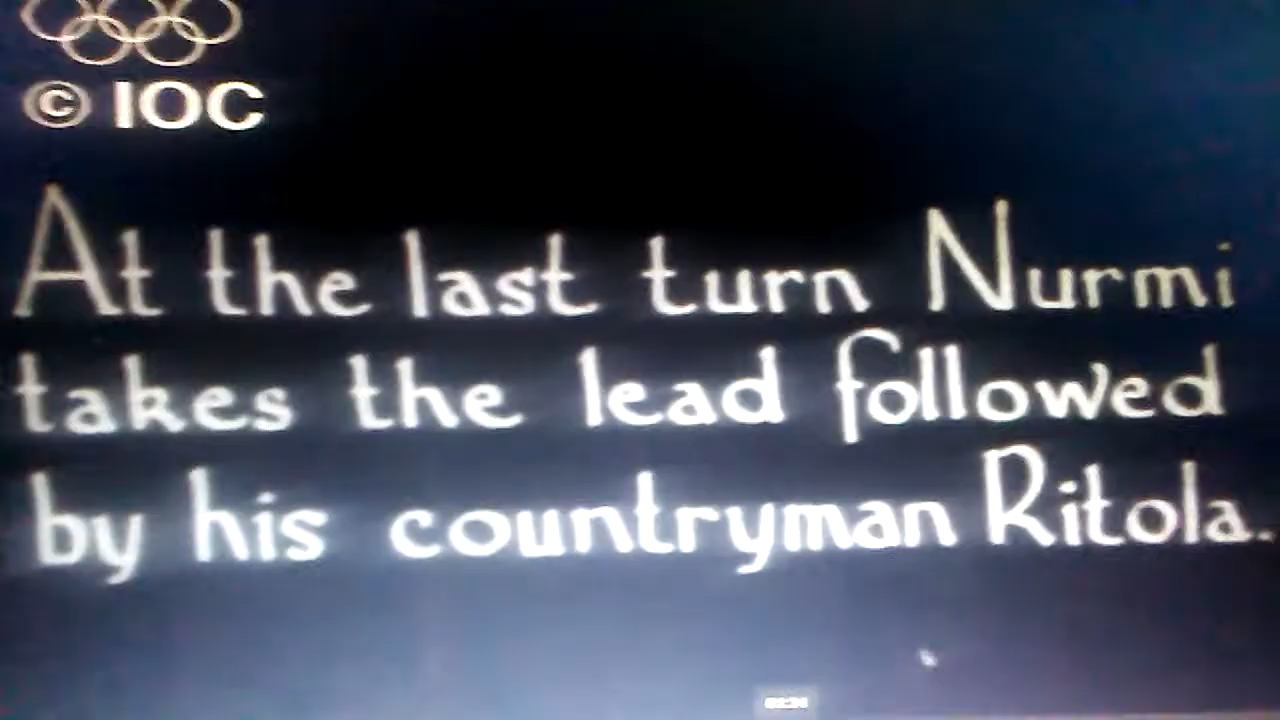 © IOC
At the last turn Nurmi
takes the lead followed
by his countryman Ritola.